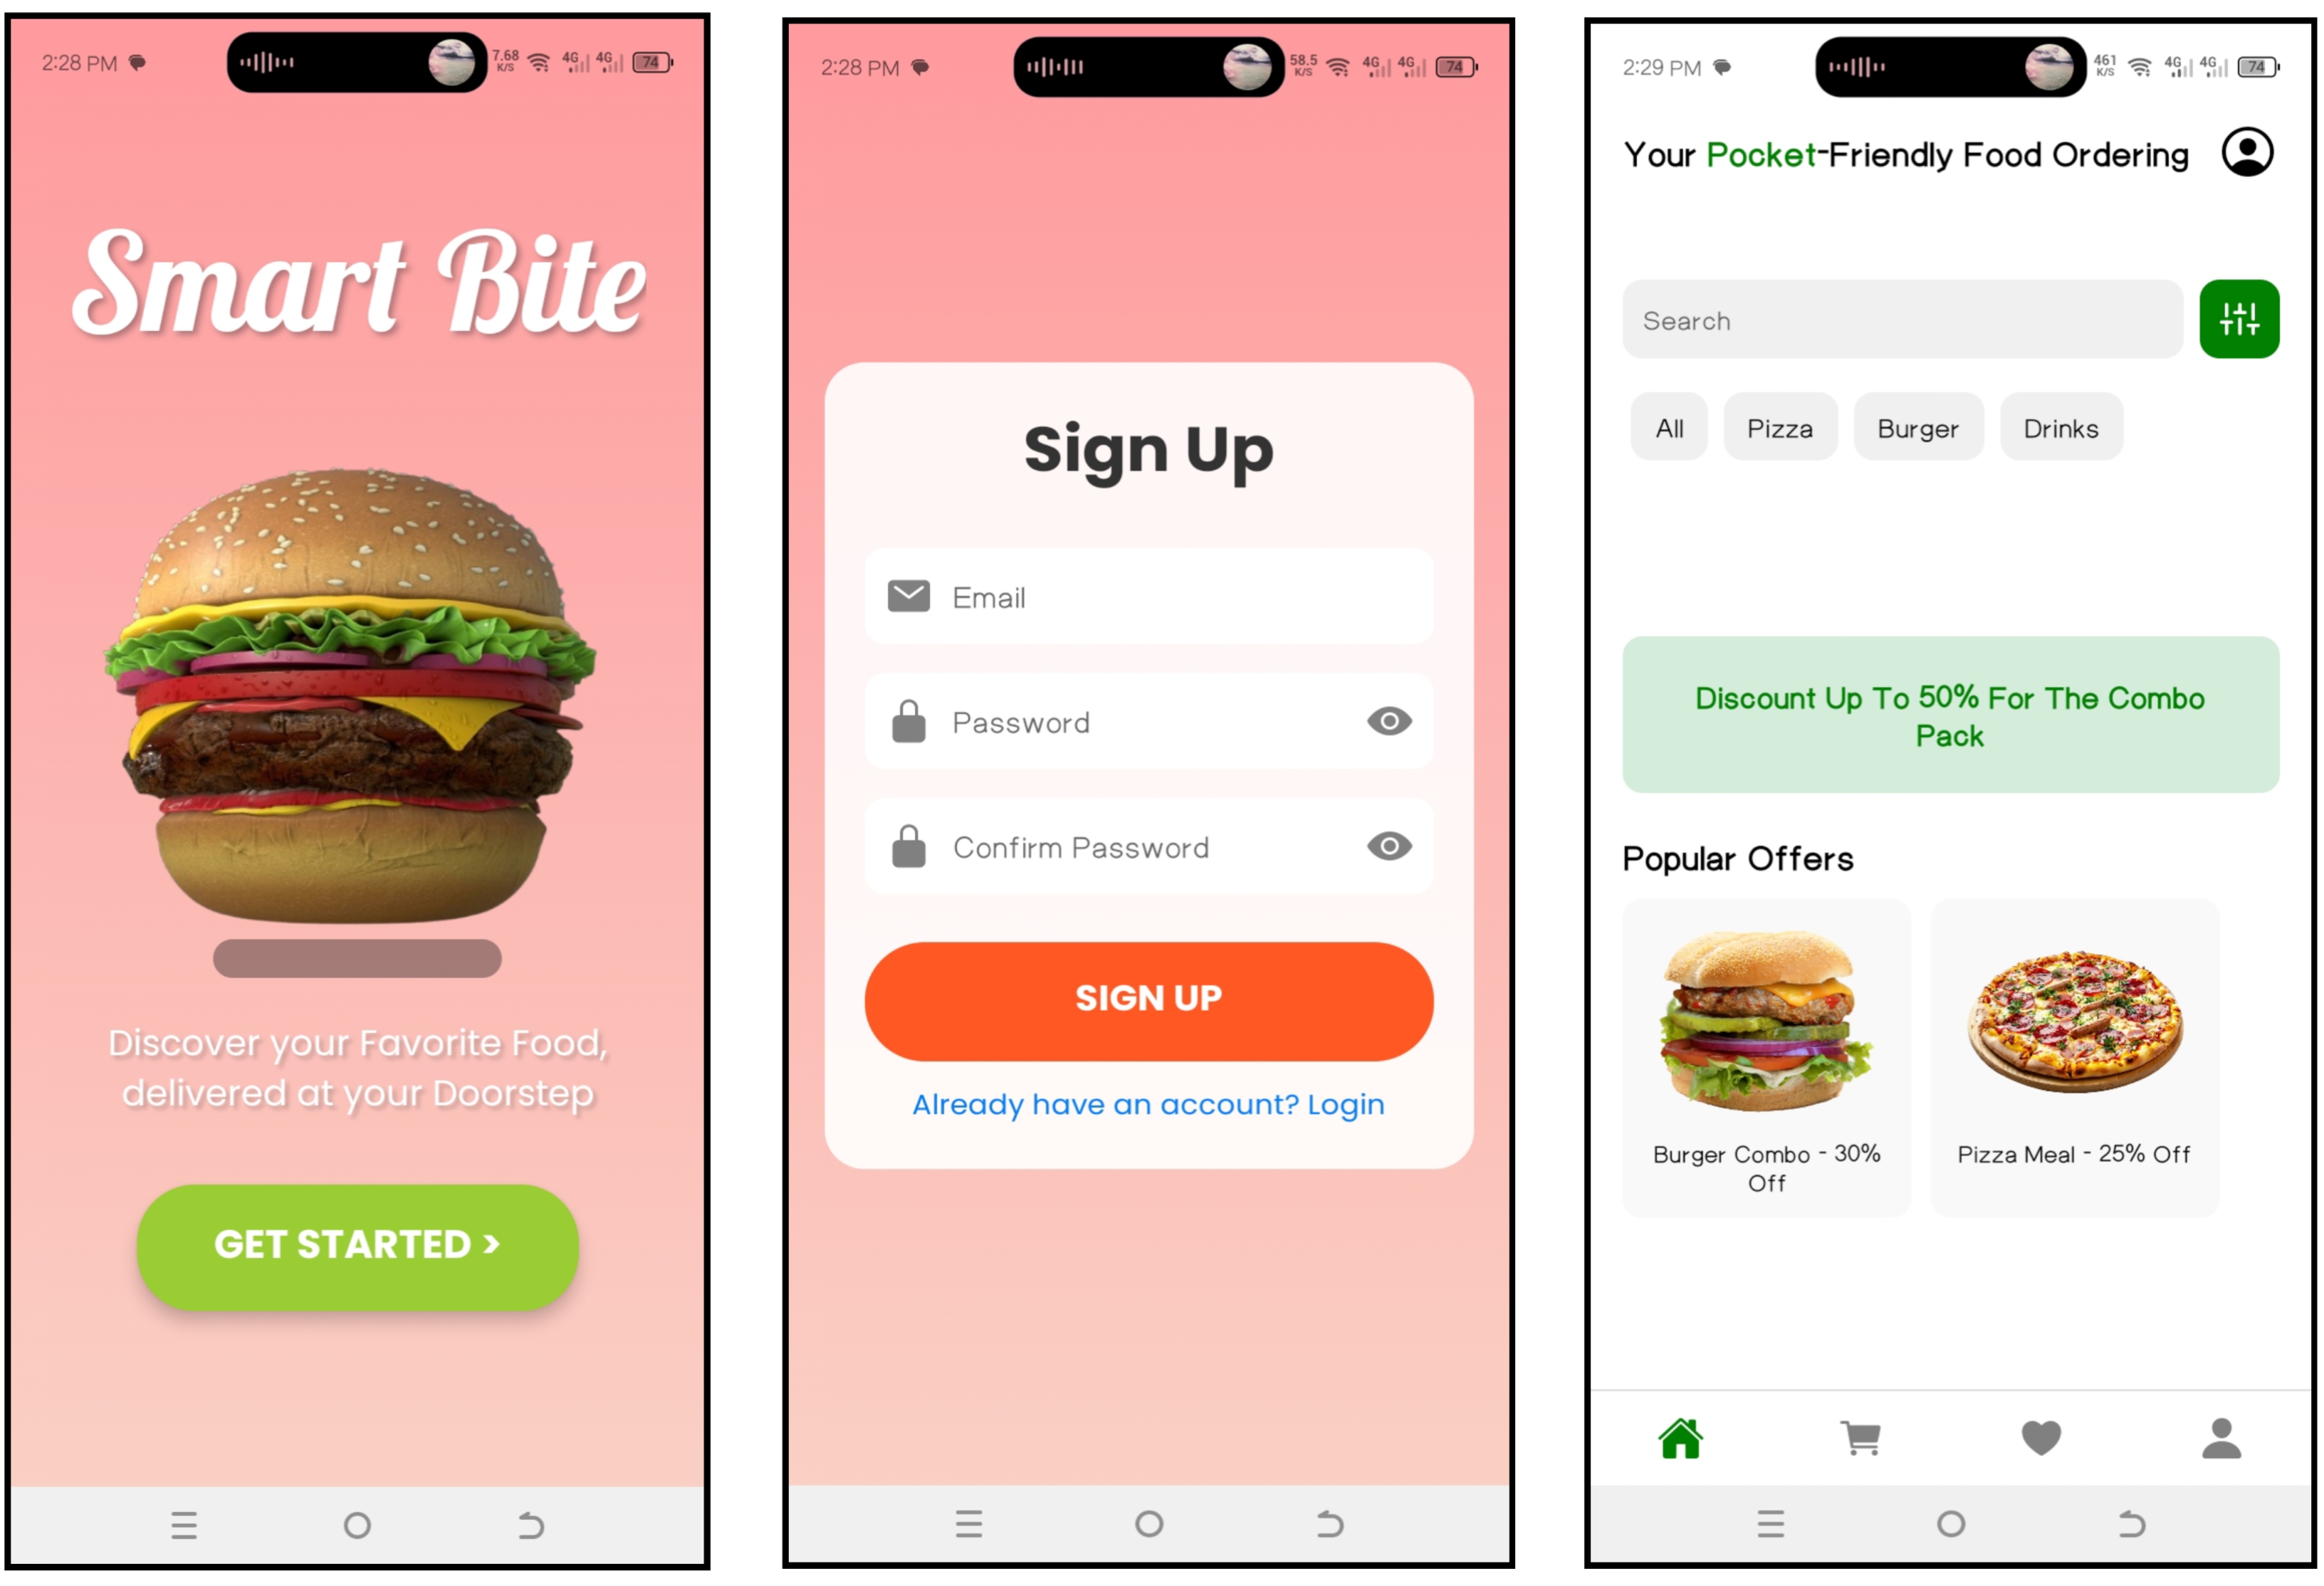 2:28 PM
7.68
K/S
4G
4G
74
Smart Bite
Discover your Favorite Food,
delivered at your Doorstep
GET STARTED >
2:28 PM
58.5
K/S
4G
4G
74
Sign Up
Email
Password
Confirm Password
SIGN UP
Already have an account? Login
2:29 PM
461
K/S
4G
4G
74
Your Pocket-Friendly Food Ordering
Search
All
Pizza
Burger
Drinks
Discount Up To 50% For The Combo
Pack
Popular Offers
Burger Combo - 30%
Off
Pizza Meal - 25% Off